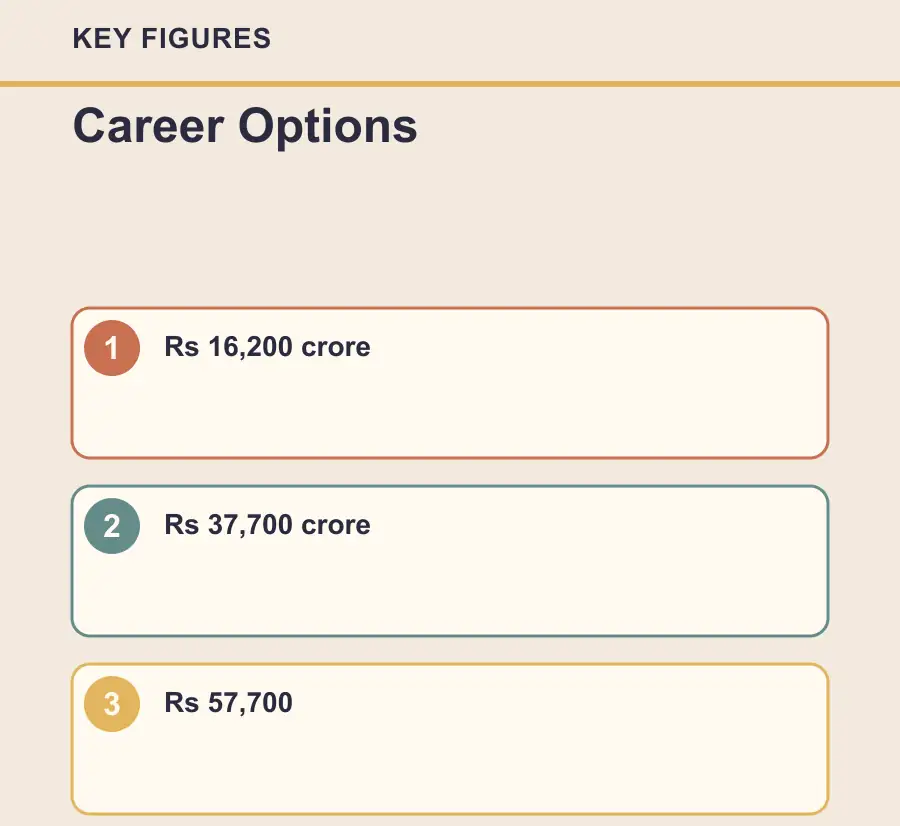 KEY FIGURES
Career Options
1 Rs 16,200 crore
2 Rs 37,700 crore
3 Rs 57,700